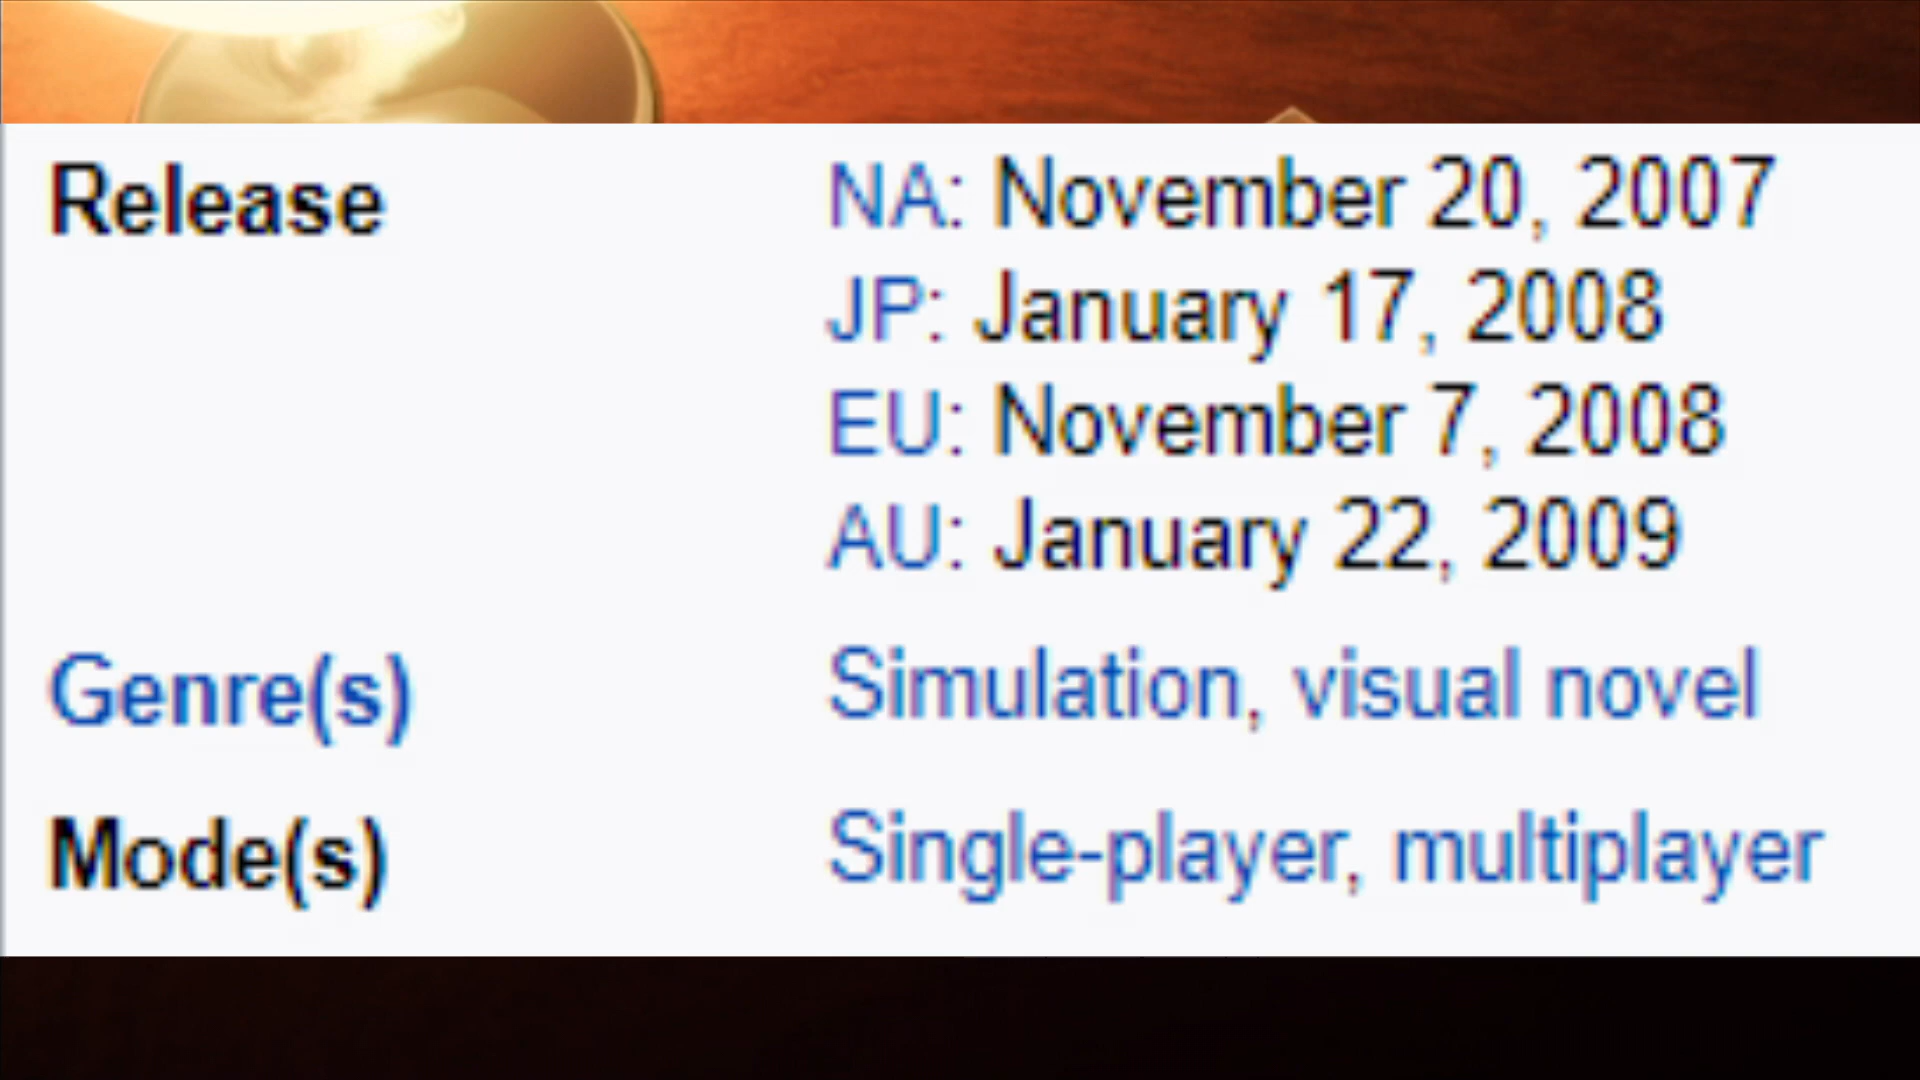 Release NA: November 20, 2007
JP: January 17, 2008
EU: November 7, 2008
AU: January 22, 2009
Genre(s) Simulation, visual novel
Mode(s) Single-player, multiplayer